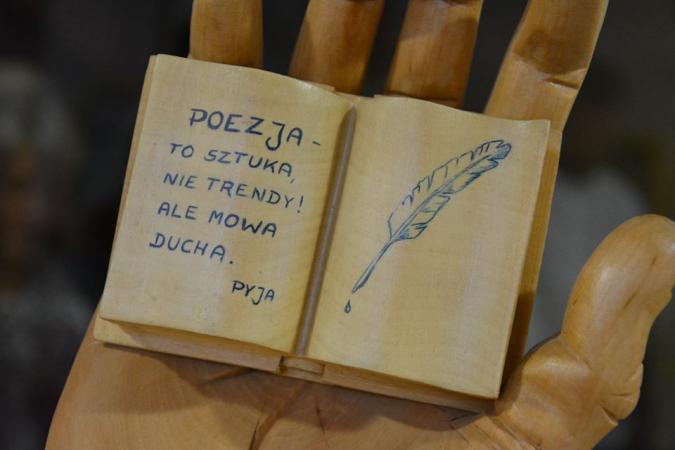 POEZJA -
TO SZTUKA,
NIE TRENDY!
ALE MOWA
DUCHA.
PYJA